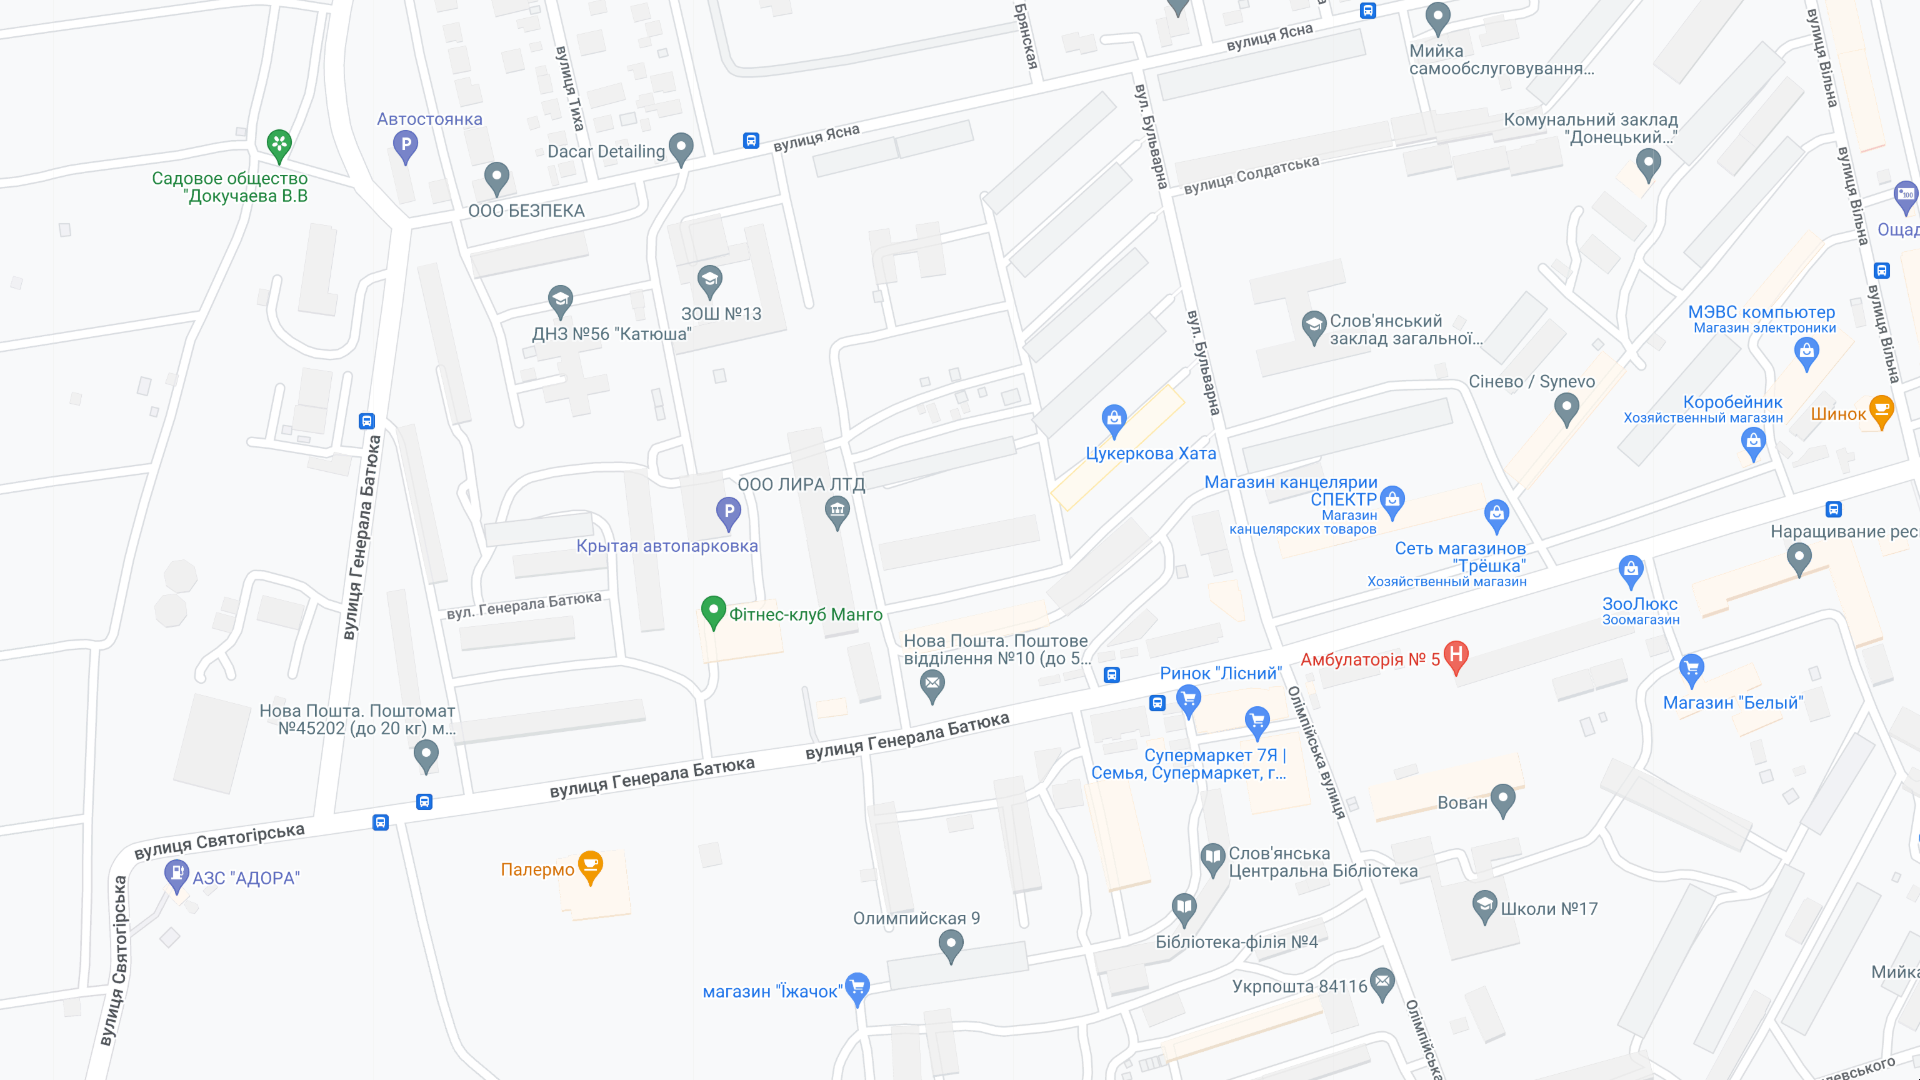 Брянская
вулиця Ясна
Мийка
самообслуговування...
вулиця Вільна
вулиця Тиха
Автостоянка
P
Dacar Detailing
вулиця Ясна
вул. Бульварна
Комунальний заклад
"Донецький..."
вулиця Солдатська
вулиця Вільна
Садовое общество
"Докучаева В.В
ООО БЕЗПЕКА
Ощад
ЗОШ №13
ДНЗ №56 "Катюша"
вул. Бульварна
Слов'янський
заклад загальної...
МЭВС компьютер
Магазин электроники
вулиця Вільна
Сінево / Synevo
Коробейник
Хозяйственный магазин
Шинок
Цукеркова Хата
вулиця Генерала Батюка
ООО ЛИРА ЛТД
P
Крытая автопарковка
Магазин канцелярии
СПЕКТР
Магазин
канцелярских товаров
Сеть магазинов
"Трёшка"
Хозяйственный магазин
Наращивание рес
вул. Генерала Батюка
Фітнес-клуб Манго
ЗооЛюкс
Зоомагазин
Нова Пошта. Поштове
відділення №10 (до 5...
Амбулаторія № 5
H
Ринок "Лісний"
Магазин "Белый"
Нова Пошта. Поштомат
№45202 (до 20 кг) м...
вулиця Генерала Батюка
вулиця Генерала Батюка
Олімпійська вулиця
Супермаркет 7Я |
Семья, Супермаркет, г...
Вован
вулиця Святогірська
АЗС "АДОРА"
Палермо
Слов'янська
Центральна Бібліотека
вулиця Святогірська
Олимпийская 9
Школи №17
Бібліотека-філія №4
Мийка
магазин "Їжачок"
Укрпошта 84116
Олімпійська
левського